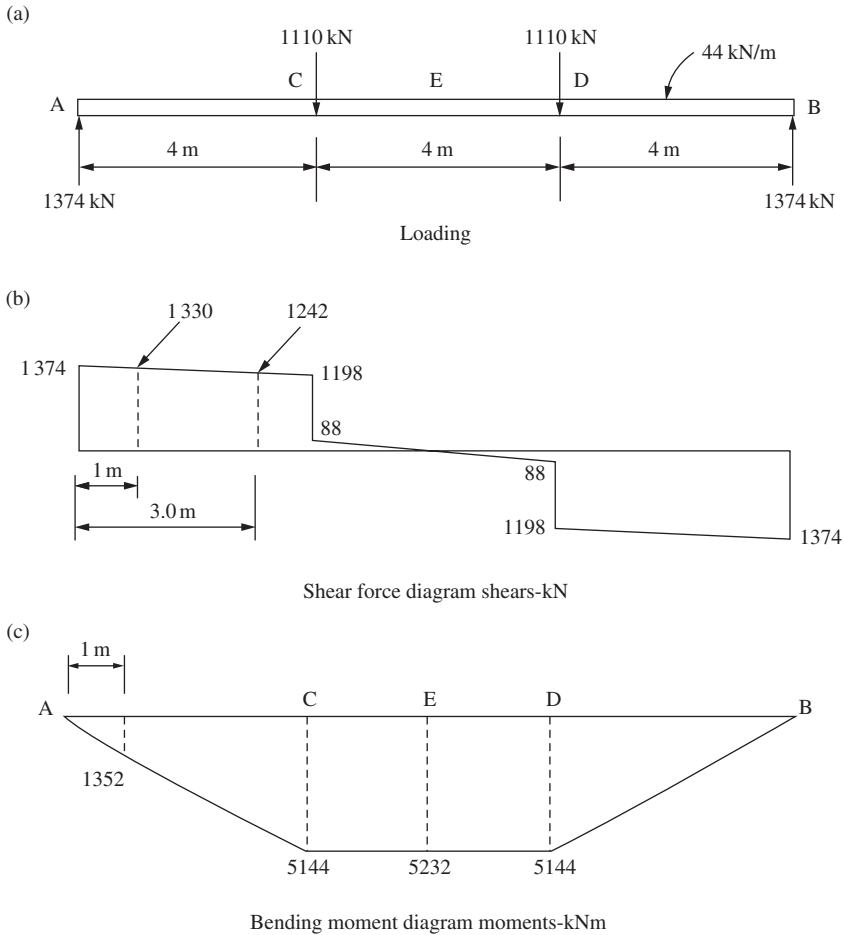 (a)
1110 kN 1110 kN
44 kN/m
C E D
A B
4 m 4 m 4 m
1374 kN 1374 kN
Loading
(b)
1 330 1242
1 374 1198
88
1 m 88
3.0 m
1198 1374
Shear force diagram shears-kN
(c)
1 m
A C E D B
1352
5144 5232 5144
Bending moment diagram moments-kNm